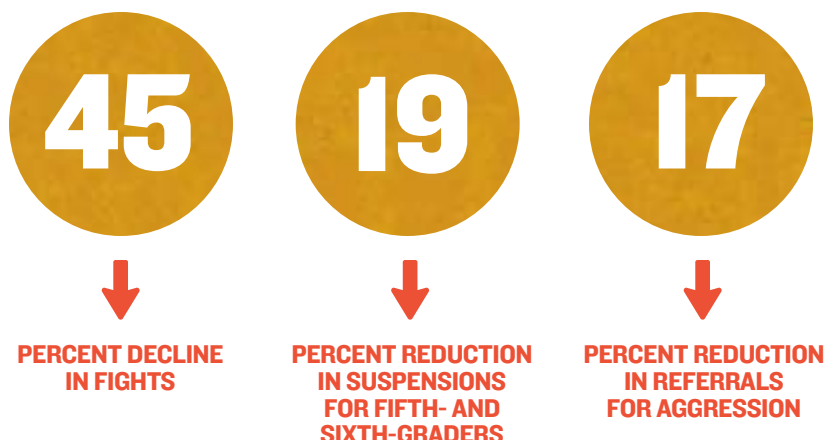 45
PERCENT DECLINE
IN FIGHTS
19
PERCENT REDUCTION
IN SUSPENSIONS
FOR FIFTH- AND
SIXTH-GRADERS
17
PERCENT REDUCTION
IN REFERRALS
FOR AGGRESSION